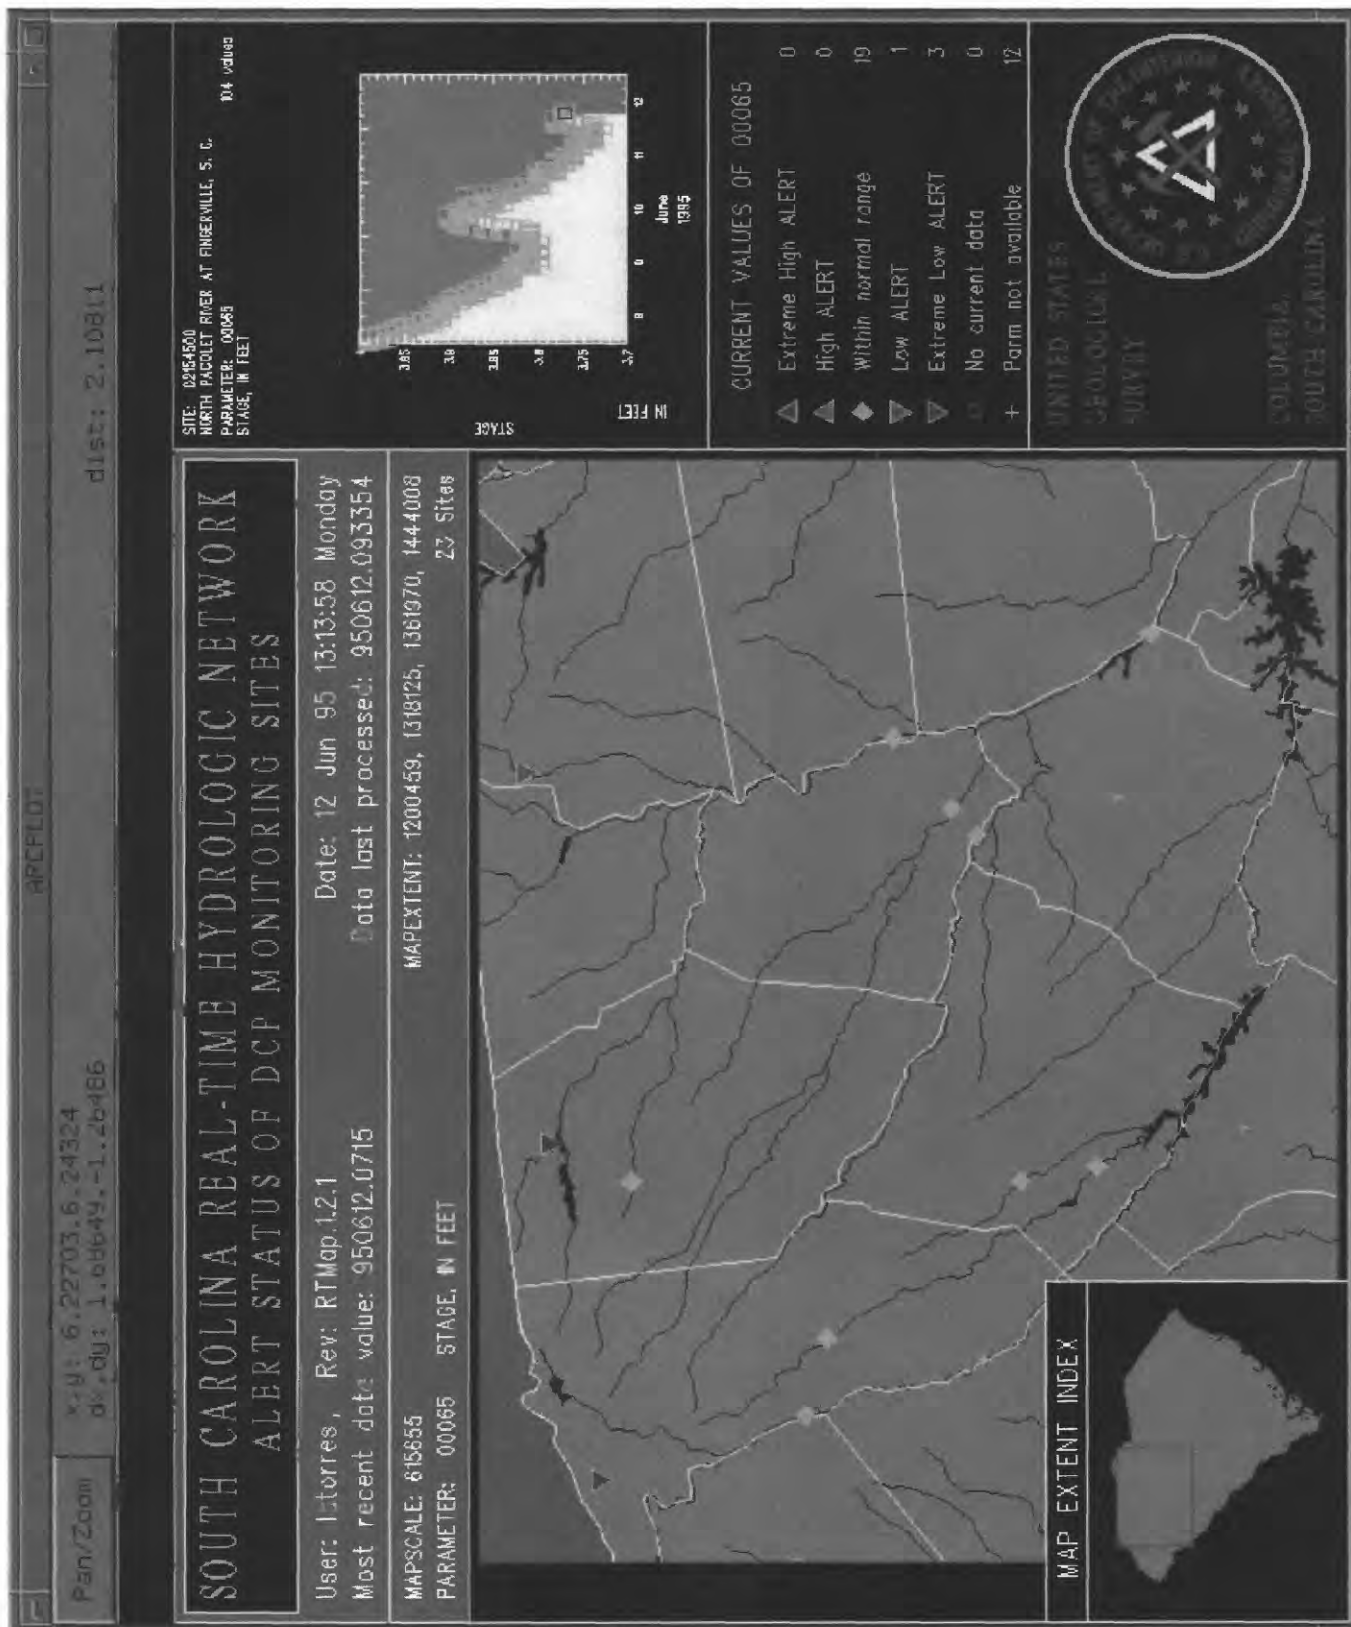 ARCPLOT
Pan/Zoom
x,y: 6.22703,6.24324
dx,dy: 1.68649,-1.26486
dist: 2.10811
SOUTH CAROLINA REAL-TIME HYDROLOGIC NETWORK
ALERT STATUS OF DCP MONITORING SITES
User: Rev: RTMap.1.2.1
Date: 12 Jun 95 13:13:58 Monday
Most recent data value: 950612.0715
Data last processed: 950612.093354
MAPSCALE: 615655
MAPEXTENT: 1200459, 1318125, 1361970, 1444008
PARAMETER: 00065 STAGE, IN FEET
Sites
SITE: 02154500
NORTH PACOLET RIVER AT FINGERVILLE, S. C.
PARAMETER: 00065
STAGE, IN FEET
104 values
STAGE
IN FEET
3.8
3.75
3.7
10
11
12
June
1995
CURRENT VALUES OF 00065
Extreme High ALERT 0
High ALERT 0
Within normal range 19
Low ALERT 1
Extreme Low ALERT 3
No current data 0
+ Parm not available 12
UNITED STATES
GEOLOGICAL
SURVEY
COLUMBIA
SOUTH CAROLINA
MAP EXTENT INDEX